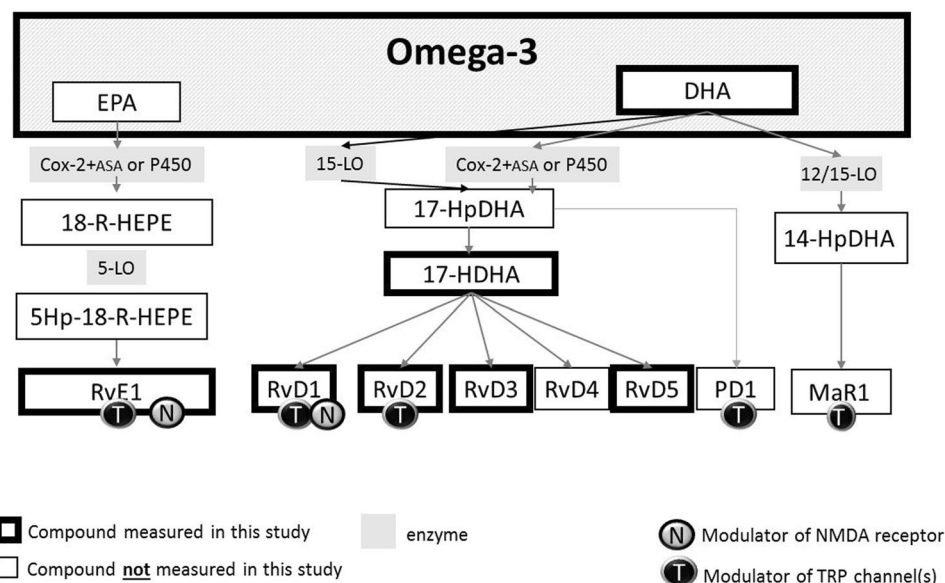 Omega-3
EPA
DHA
Cox-2+ASA or P450
15-LO
Cox-2+ASA or P450
12/15-LO
18-R-HEPE
17-HpDHA
14-HpDHA
5-LO
17-HDHA
5Hp-18-R-HEPE
RvE1
RvD1
RvD2
RvD3
RvD4
RvD5
PD1
MaR1
T
N
T
N
T
T
T
Compound measured in this study
enzyme
N
Modulator of NMDA receptor
Compound not measured in this study
T
Modulator of TRP channel(s)